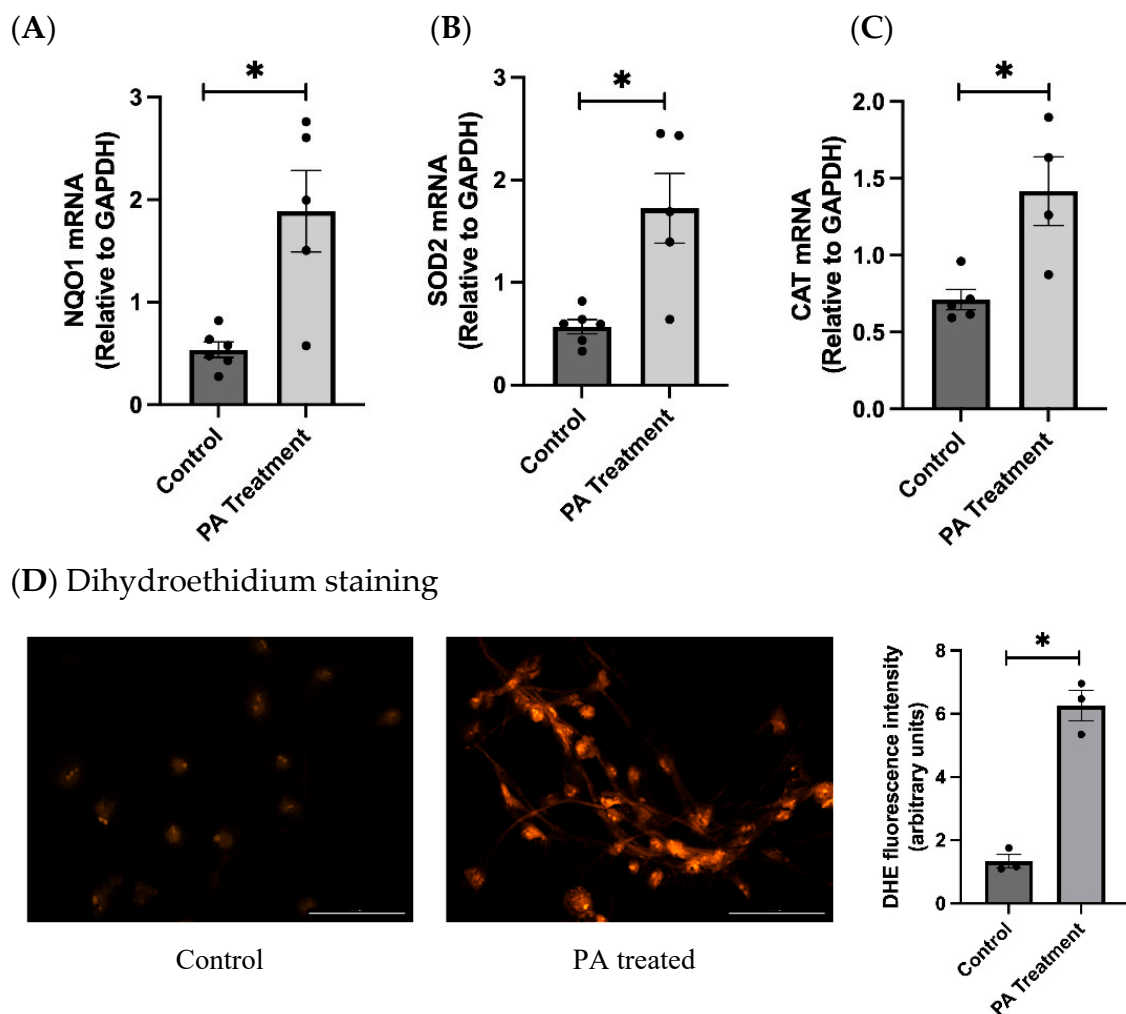 (A)
(B)
(C)
*
*
*
NQO1 mRNA
(Relative to GAPDH)
3
2
1
0
Control
PA Treatment
SOD2 mRNA
(Relative to GAPDH)
3
2
1
0
Control
PA Treatment
CAT mRNA
(Relative to GAPDH)
2.0
1.5
1.0
0.5
0.0
Control
PA Treatment
(D) Dihydroethidium staining
Control
PA treated
*
DHE fluorescence intensity
(arbitrary units)
8
6
4
2
0
Control
PA Treatment